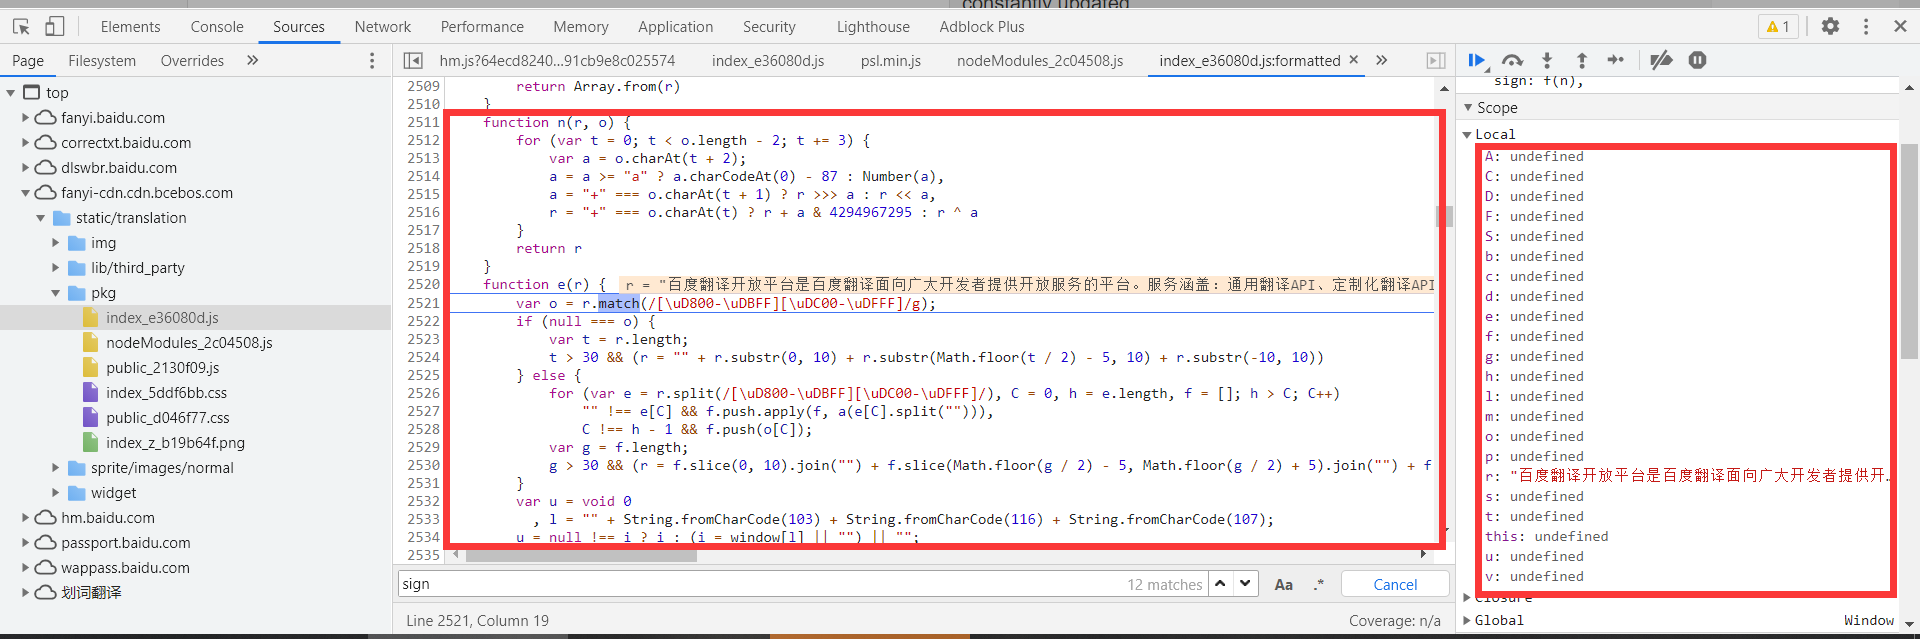 constantly updated
Elements Console Sources Network Performance Memory Application Security Lighthouse Adblock Plus 1
Page Filesystem Overrides »
top
fanyi.baidu.com
correctxt.baidu.com
dlswbr.baidu.com
fanyi-cdn.cdn.bcebos.com
static/translation
img
lib/third_party
pkg
index_e36080d.js
nodeModules_2c04508.js
public_2130f09.js
index_5ddf6bb.css
public_d046f77.css
index_z_b19b64f.png
sprite/images/normal
widget
hm.baidu.com
passport.baidu.com
wappass.baidu.com
划词翻译
hm.js?64ecd8240…91cb9e8c025574 index_e36080d.js psl.min.js nodeModules_2c04508.js index_e36080d.js:formatted × »
2509 return Array.from(r)
2510 }
2511 function n(r, o) {
2512 for (var t = 0; t < o.length - 2; t += 3) {
2513 var a = o.charAt(t + 2);
2514 a = a >= "a" ? a.charCodeAt(0) - 87 : Number(a),
2515 a = "+" === o.charAt(t + 1) ? r >>> a : r << a,
2516 r = "+" === o.charAt(t) ? r + a & 4294967295 : r ^ a
2517 }
2518 return r
2519 }
2520 function e(r) { r = "百度翻译开放平台是百度翻译面向广大开发者提供开放服务的平台。服务涵盖：通用翻译API、定制化翻译API
2521 var o = r.match(/[\uD800-\uDBFF][\uDC00-\uDFFF]/g);
2522 if (null === o) {
2523 var t = r.length;
2524 t > 30 && (r = "" + r.substr(0, 10) + r.substr(Math.floor(t / 2) - 5, 10) + r.substr(-10, 10))
2525 } else {
2526 for (var e = r.split(/[\uD800-\uDBFF][\uDC00-\uDFFF]/), C = 0, h = e.length, f = []; h > C; C++)
2527 "" !== e[C] && f.push.apply(f, a(e[C].split(""))),
2528 C !== h - 1 && f.push(o[C]);
2529 var g = f.length;
2530 g > 30 && (r = f.slice(0, 10).join("") + f.slice(Math.floor(g / 2) - 5, Math.floor(g / 2) + 5).join("") + f
2531 }
2532 var u = void 0
2533 , l = "" + String.fromCharCode(103) + String.fromCharCode(116) + String.fromCharCode(107);
2534 u = null !== i ? i : (i = window[l] || "") || "";
2535
sign 12 matches Aa .* Cancel
Line 2521, Column 19 Coverage: n/a
sign: f(n),
Scope
Local
A: undefined
C: undefined
D: undefined
F: undefined
S: undefined
b: undefined
c: undefined
d: undefined
e: undefined
f: undefined
g: undefined
h: undefined
l: undefined
m: undefined
o: undefined
p: undefined
r: "百度翻译开放平台是百度翻译面向广大开发者提供开…
s: undefined
t: undefined
this: undefined
u: undefined
v: undefined
Closure
Global Window